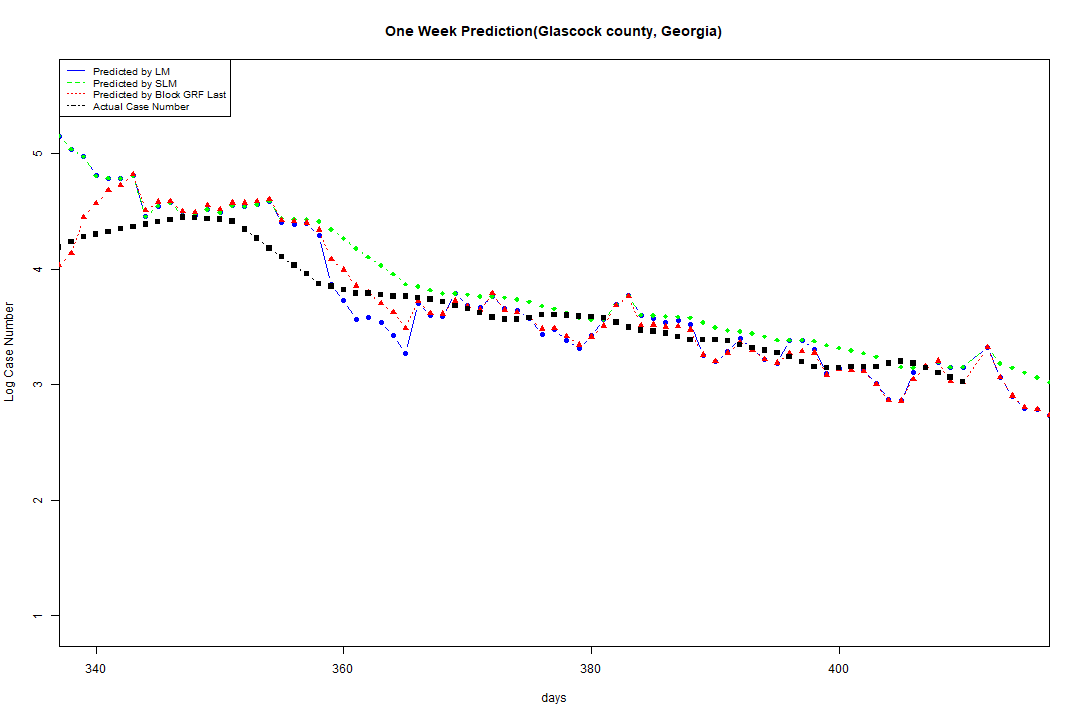 One Week Prediction(Glascock county, Georgia)
Predicted by LM
Predicted by SLM
Predicted by Block GRF Last
Actual Case Number
5
4
3
2
1
Log Case Number
340
360
380
400
days